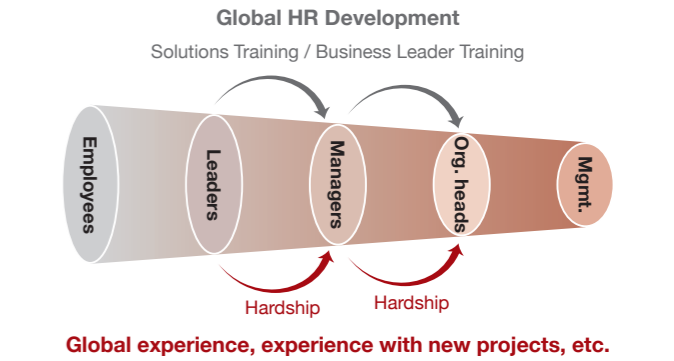 Global HR Development
Solutions Training / Business Leader Training
Employees
Leaders
Managers
Org. heads
Mgmt.
Hardship
Hardship
Global experience, experience with new projects, etc.